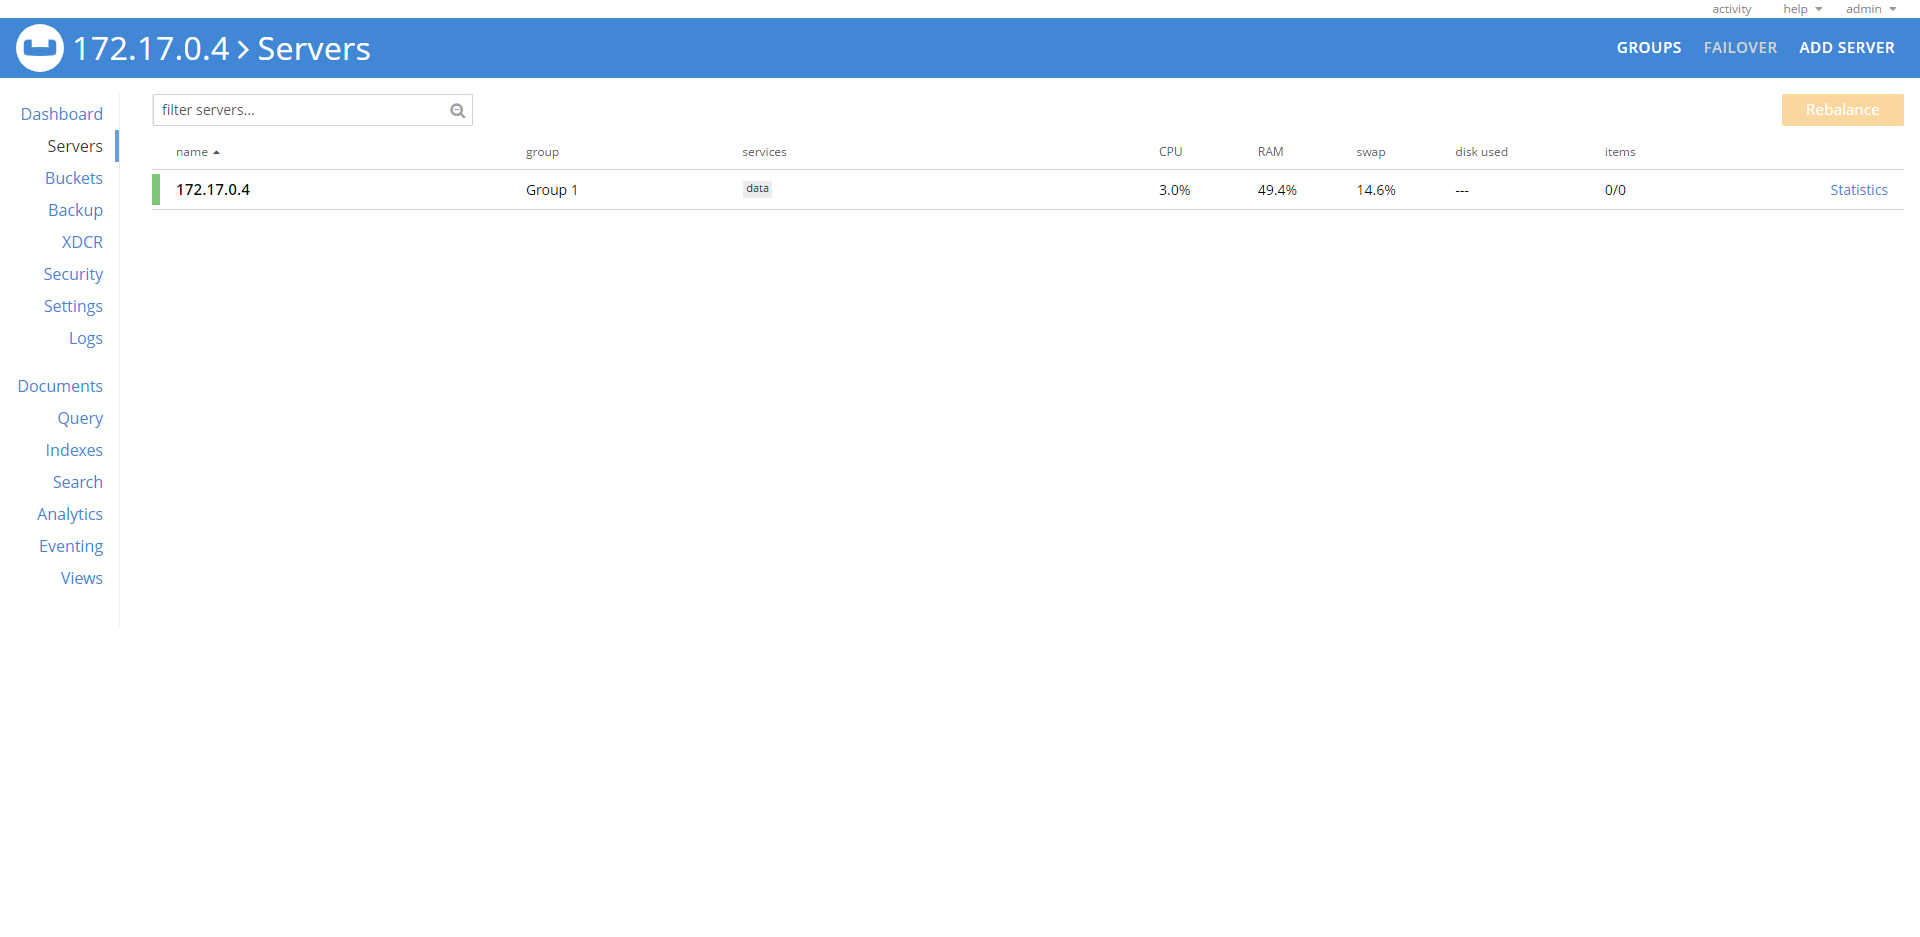 activity help admin
172.17.0.4 > Servers GROUPS FAILOVER ADD SERVER
filter servers... Rebalance
Dashboard
Servers
Buckets
Backup
XDCR
Security
Settings
Logs
Documents
Query
Indexes
Search
Analytics
Eventing
Views
name group services CPU RAM swap disk used items
172.17.0.4 Group 1 data 3.0% 49.4% 14.6% --- 0/0 Statistics